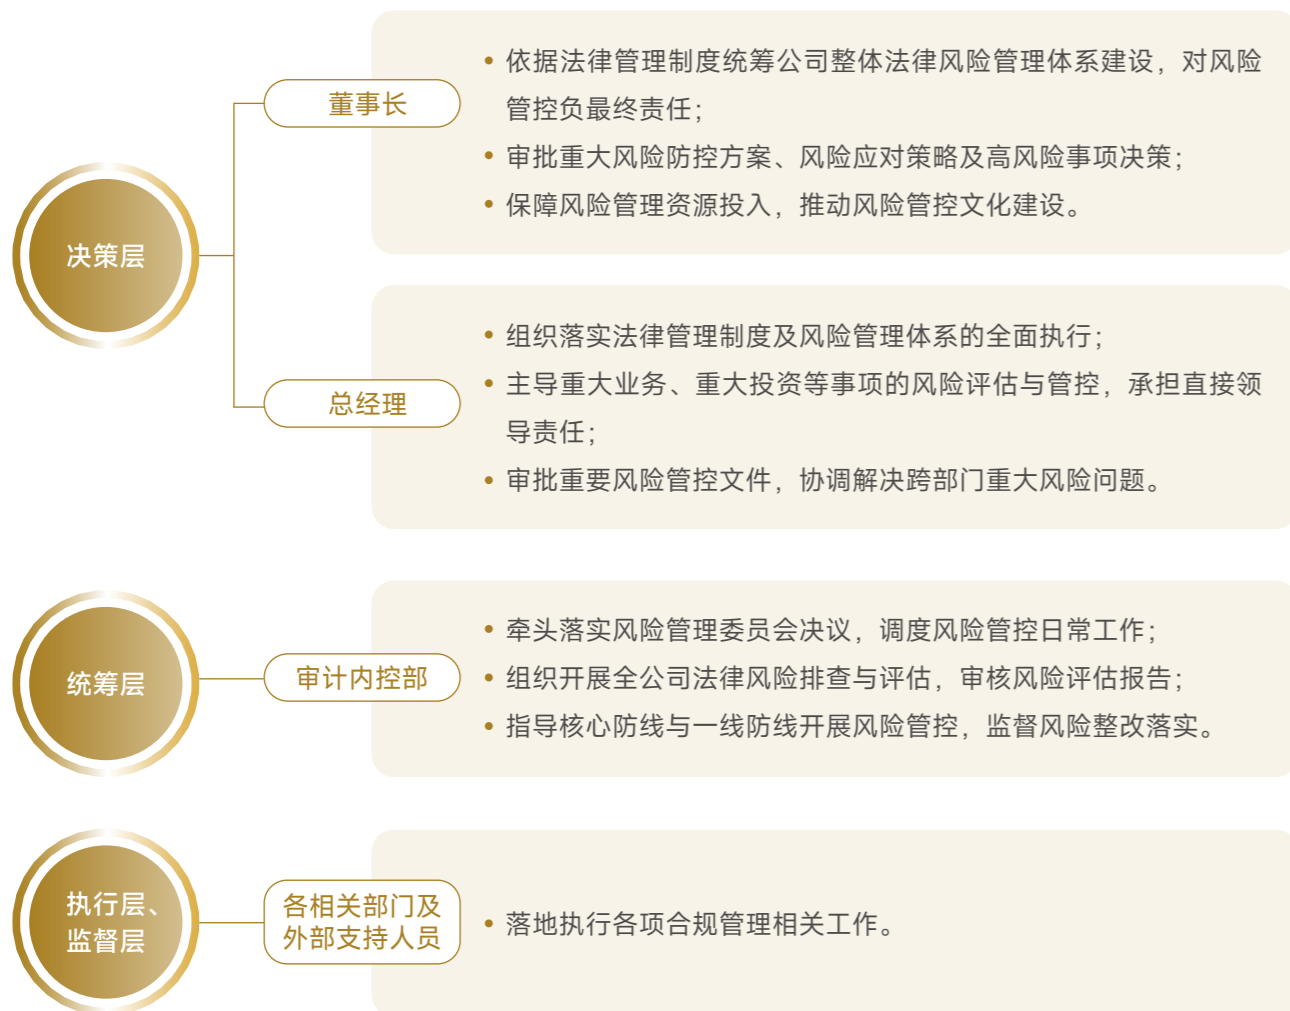 决策层
董事长
依据法律管理制度统筹公司整体法律风险管理体系建设，对风险
管控负最终责任；
审批重大风险防控方案、风险应对策略及高风险事项决策；
保障风险管理资源投入，推动风险管控文化建设。
总经理
组织落实法律管理制度及风险管理体系的全面执行；
主导重大业务、重大投资等事项的风险评估与管控，承担直接领
导责任；
审批重要风险管控文件，协调解决跨部门重大风险问题。
统筹层
审计内控部
牵头落实风险管理委员会决议，调度风险管控日常工作；
组织开展全公司法律风险排查与评估，审核风险评估报告；
指导核心防线与一线防线开展风险管控，监督风险整改落实。
执行层、
监督层
各相关部门及
外部支持人员
落地执行各项合规管理相关工作。